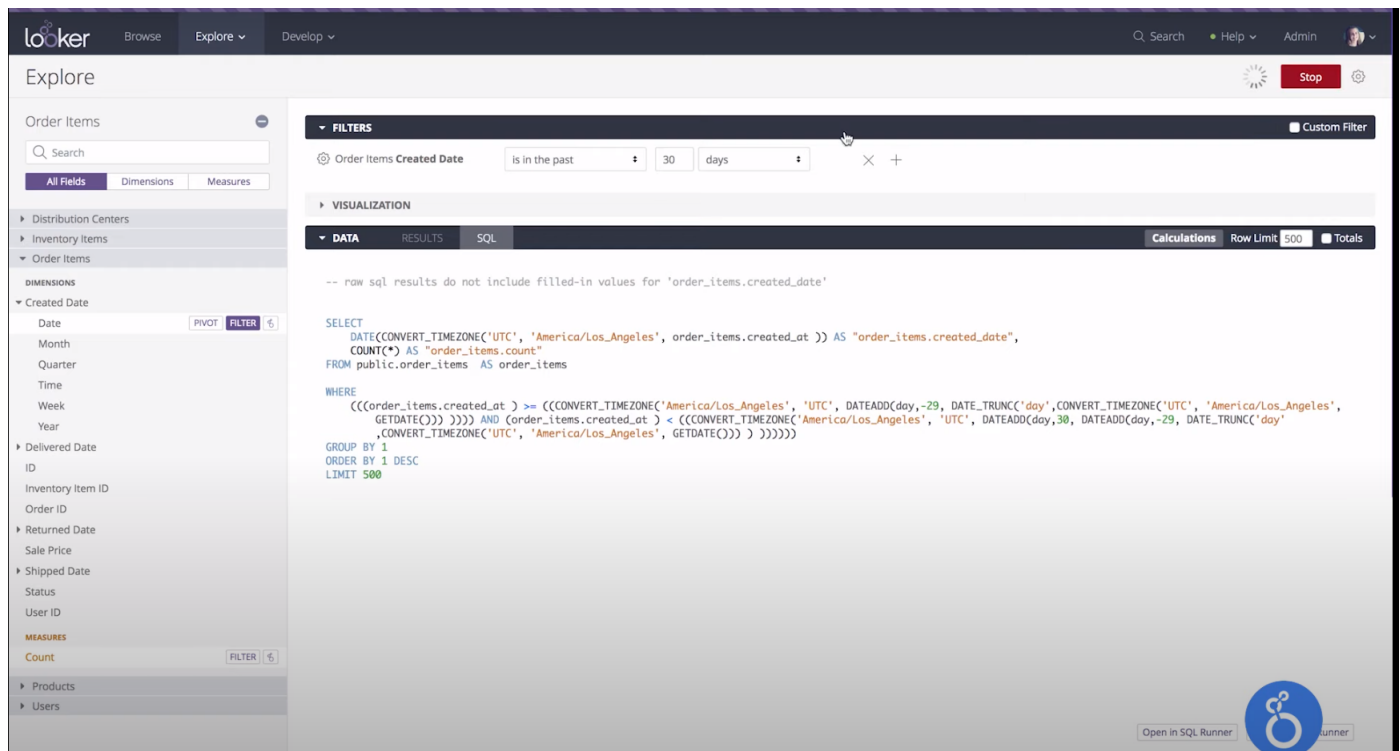 looker
Browse
Explore
Develop
Search
Help
Admin
Explore
Stop
Order Items
Search
All Fields
Dimensions
Measures
Distribution Centers
Inventory Items
Order Items
DIMENSIONS
Created Date
Date
PIVOT
FILTER
Month
Quarter
Time
Week
Year
Delivered Date
ID
Inventory Item ID
Order ID
Returned Date
Sale Price
Shipped Date
Status
User ID
MEASURES
Count
FILTER
Products
Users
FILTERS
Custom Filter
Order Items Created Date
is in the past
30
days
VISUALIZATION
DATA
RESULTS
SQL
Calculations
Row Limit 500
Totals
-- raw sql results do not include filled-in values for 'order_items.created_date'
SELECT
DATE(CONVERT_TIMEZONE('UTC', 'America/Los_Angeles', order_items.created_at )) AS "order_items.created_date",
COUNT(*) AS "order_items.count"
FROM public.order_items  AS order_items
WHERE
(((order_items.created_at ) >= ((CONVERT_TIMEZONE('America/Los_Angeles', 'UTC', DATEADD(day,-29, DATE_TRUNC('day',CONVERT_TIMEZONE('UTC', 'America/Los_Angeles',
GETDATE())) )))) AND (order_items.created_at ) < ((CONVERT_TIMEZONE('America/Los_Angeles', 'UTC', DATEADD(day,30, DATEADD(day,-29, DATE_TRUNC('day'
,CONVERT_TIMEZONE('UTC', 'America/Los_Angeles', GETDATE())) ) ))))))
GROUP BY 1
ORDER BY 1 DESC
LIMIT 500
Open in SQL Runner